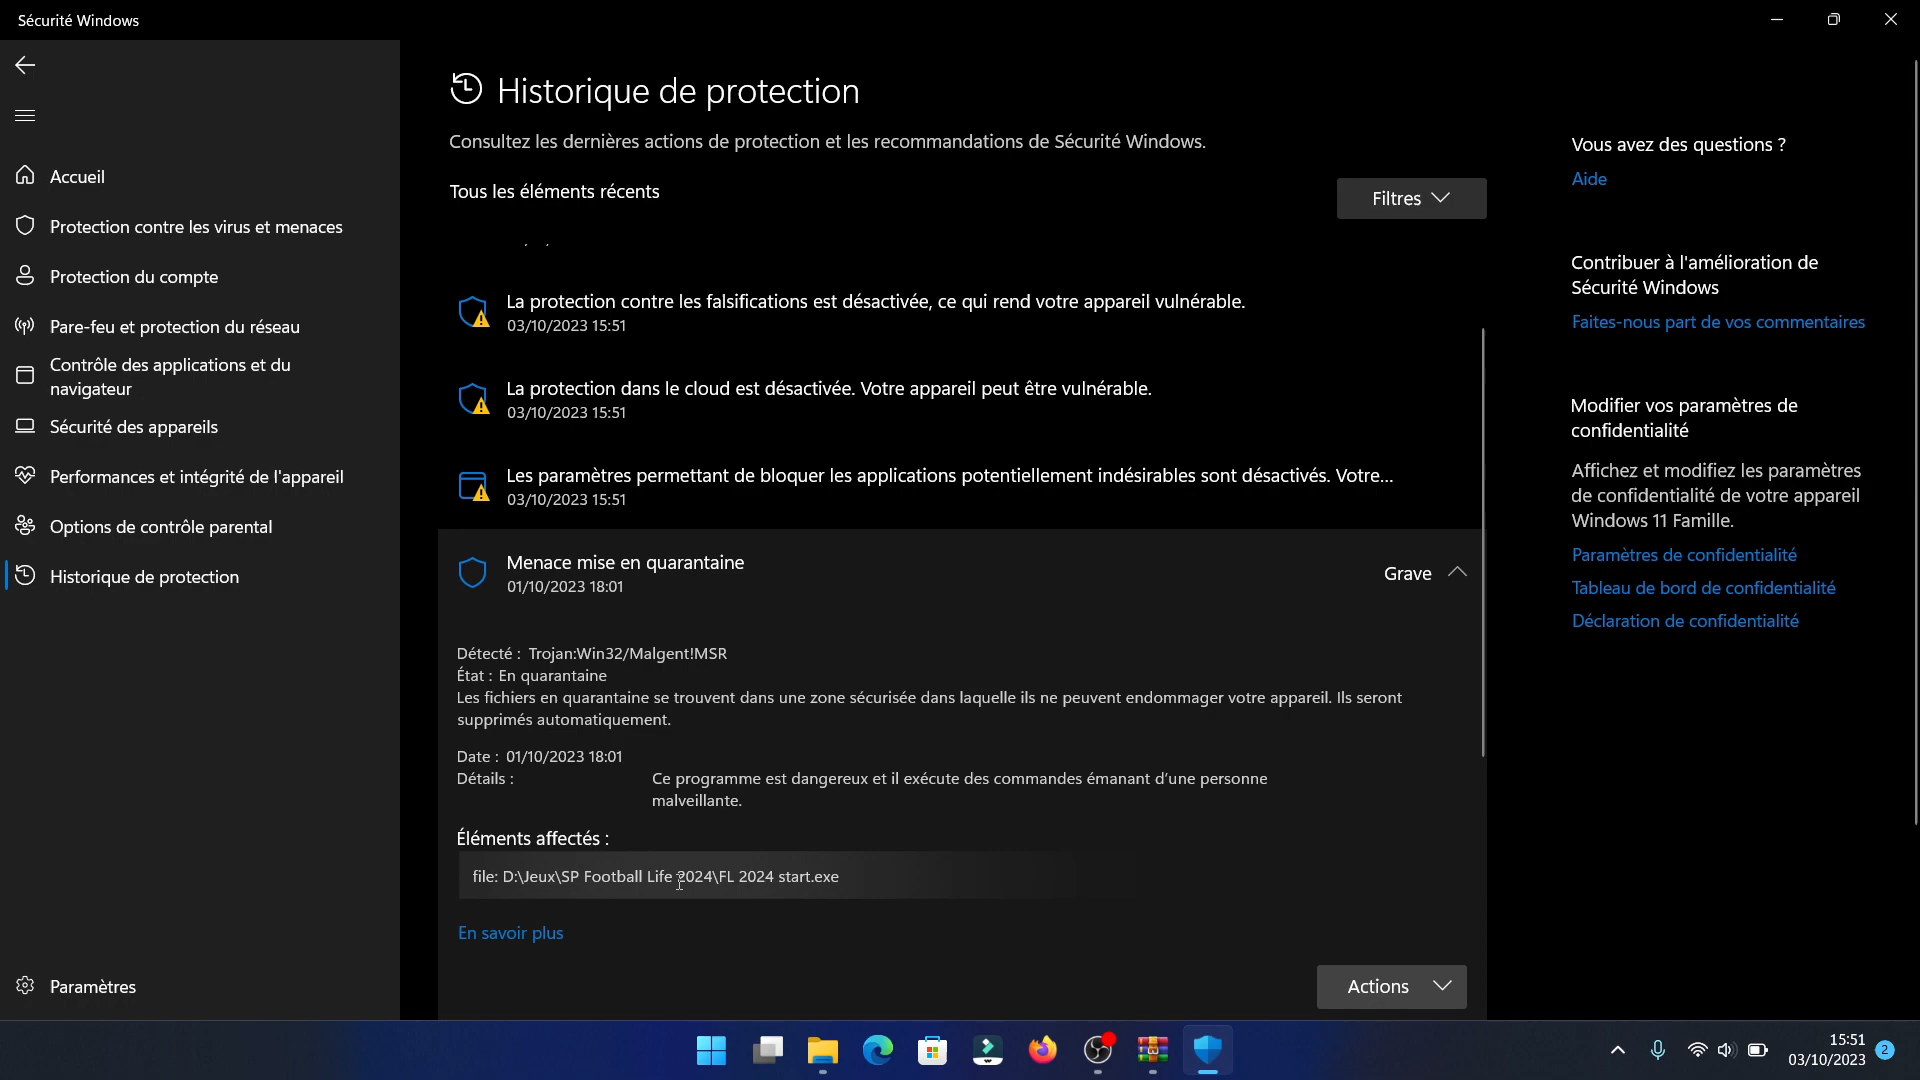 Sécurité Windows
Accueil
Protection contre les virus et menaces
Protection du compte
Pare-feu et protection du réseau
Contrôle des applications et du
navigateur
Sécurité des appareils
Performances et intégrité de l'appareil
Options de contrôle parental
Historique de protection
Paramètres
Historique de protection
Consultez les dernières actions de protection et les recommandations de Sécurité Windows.
Tous les éléments récents
Filtres
La protection contre les falsifications est désactivée, ce qui rend votre appareil vulnérable.
03/10/2023 15:51
La protection dans le cloud est désactivée. Votre appareil peut être vulnérable.
03/10/2023 15:51
Les paramètres permettant de bloquer les applications potentiellement indésirables sont désactivés. Votre...
03/10/2023 15:51
Menace mise en quarantaine
01/10/2023 18:01
Grave
Détecté : Trojan:Win32/Malgent!MSR
État : En quarantaine
Les fichiers en quarantaine se trouvent dans une zone sécurisée dans laquelle ils ne peuvent endommager votre appareil. Ils seront
supprimés automatiquement.
Date : 01/10/2023 18:01
Détails : Ce programme est dangereux et il exécute des commandes émanant d’une personne
malveillante.
Éléments affectés :
file: D:\Jeux\SP Football Life 2024\FL 2024 start.exe
En savoir plus
Actions
Vous avez des questions ?
Aide
Contribuer à l'amélioration de
Sécurité Windows
Faites-nous part de vos commentaires
Modifier vos paramètres de
confidentialité
Affichez et modifiez les paramètres
de confidentialité de votre appareil
Windows 11 Famille.
Paramètres de confidentialité
Tableau de bord de confidentialité
Déclaration de confidentialité
15:51
03/10/2023
2